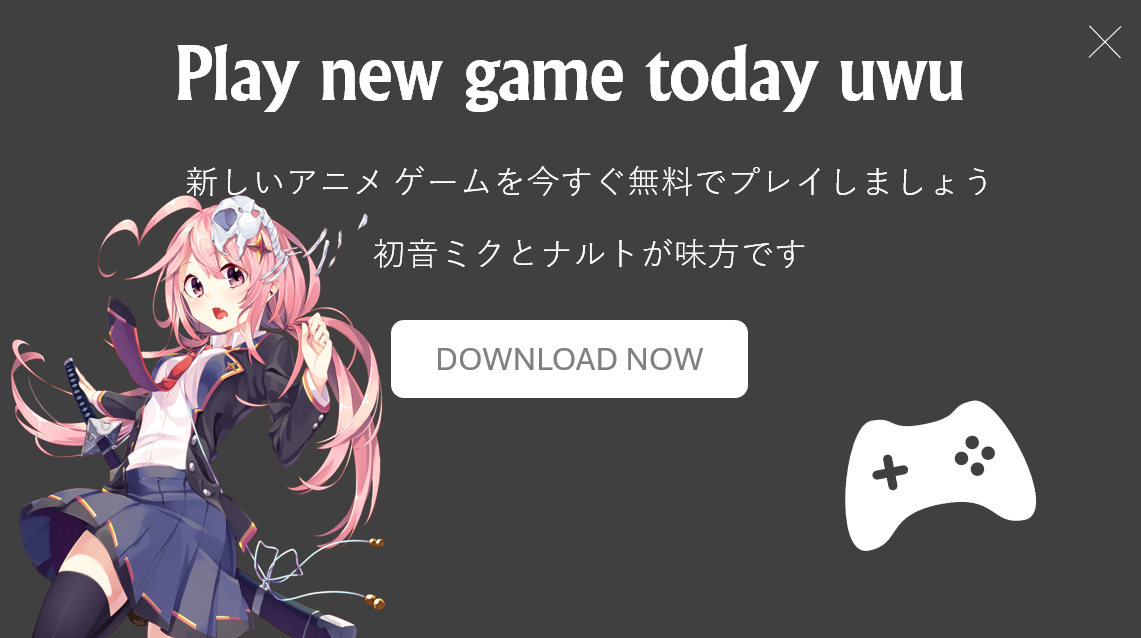 Play new game today uwu
新しいアニメ ゲームを今すぐ無料でプレイしましょう
初音ミクとナルトが味方です
DOWNLOAD NOW